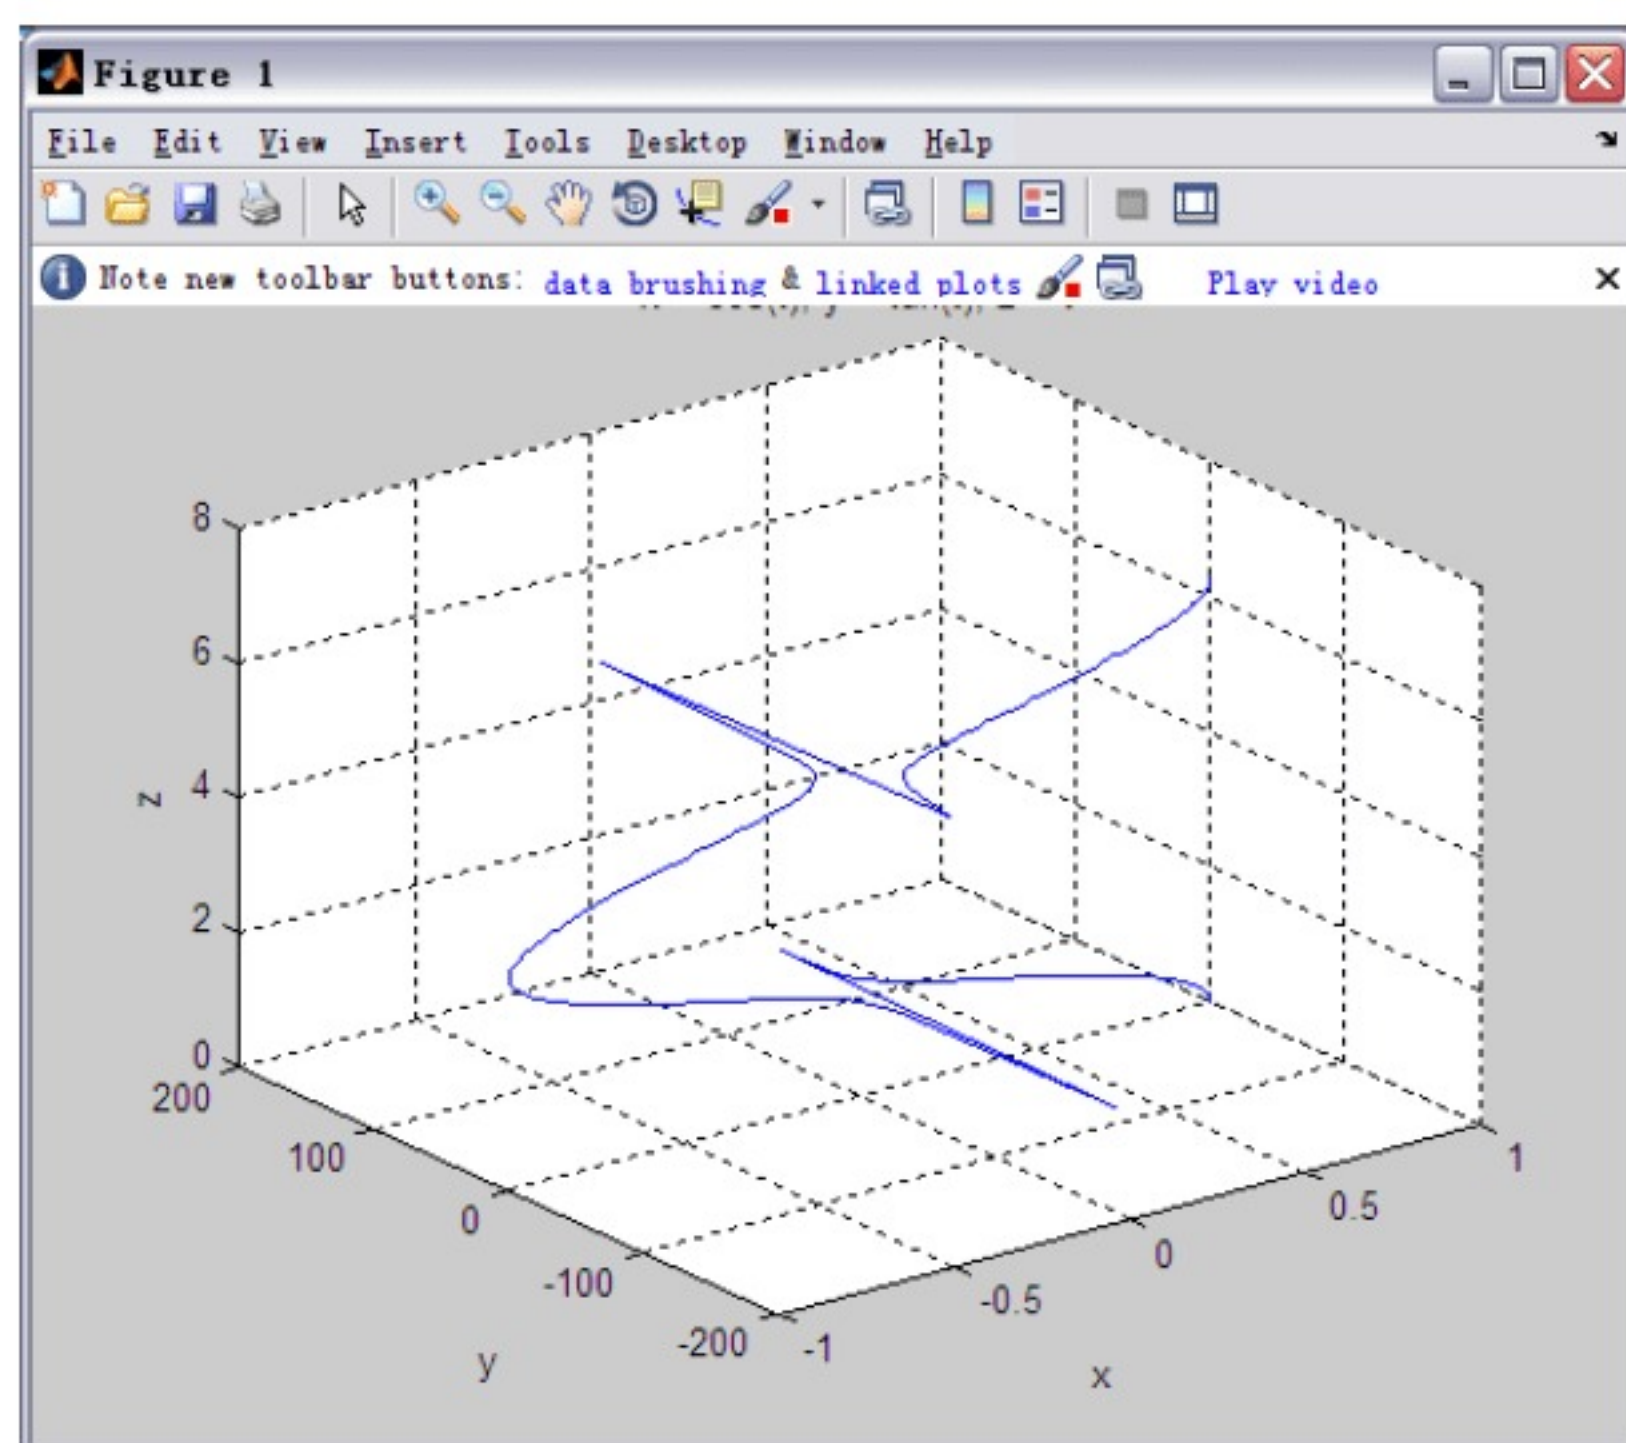 Figure 1
File Edit View Insert Tools Desktop Window Help
Note new toolbar buttons: data brushing & linked plots Play video
8
6
4
2
0
z
200
100
0
-100
-200
y
-1
-0.5
0
0.5
1
x